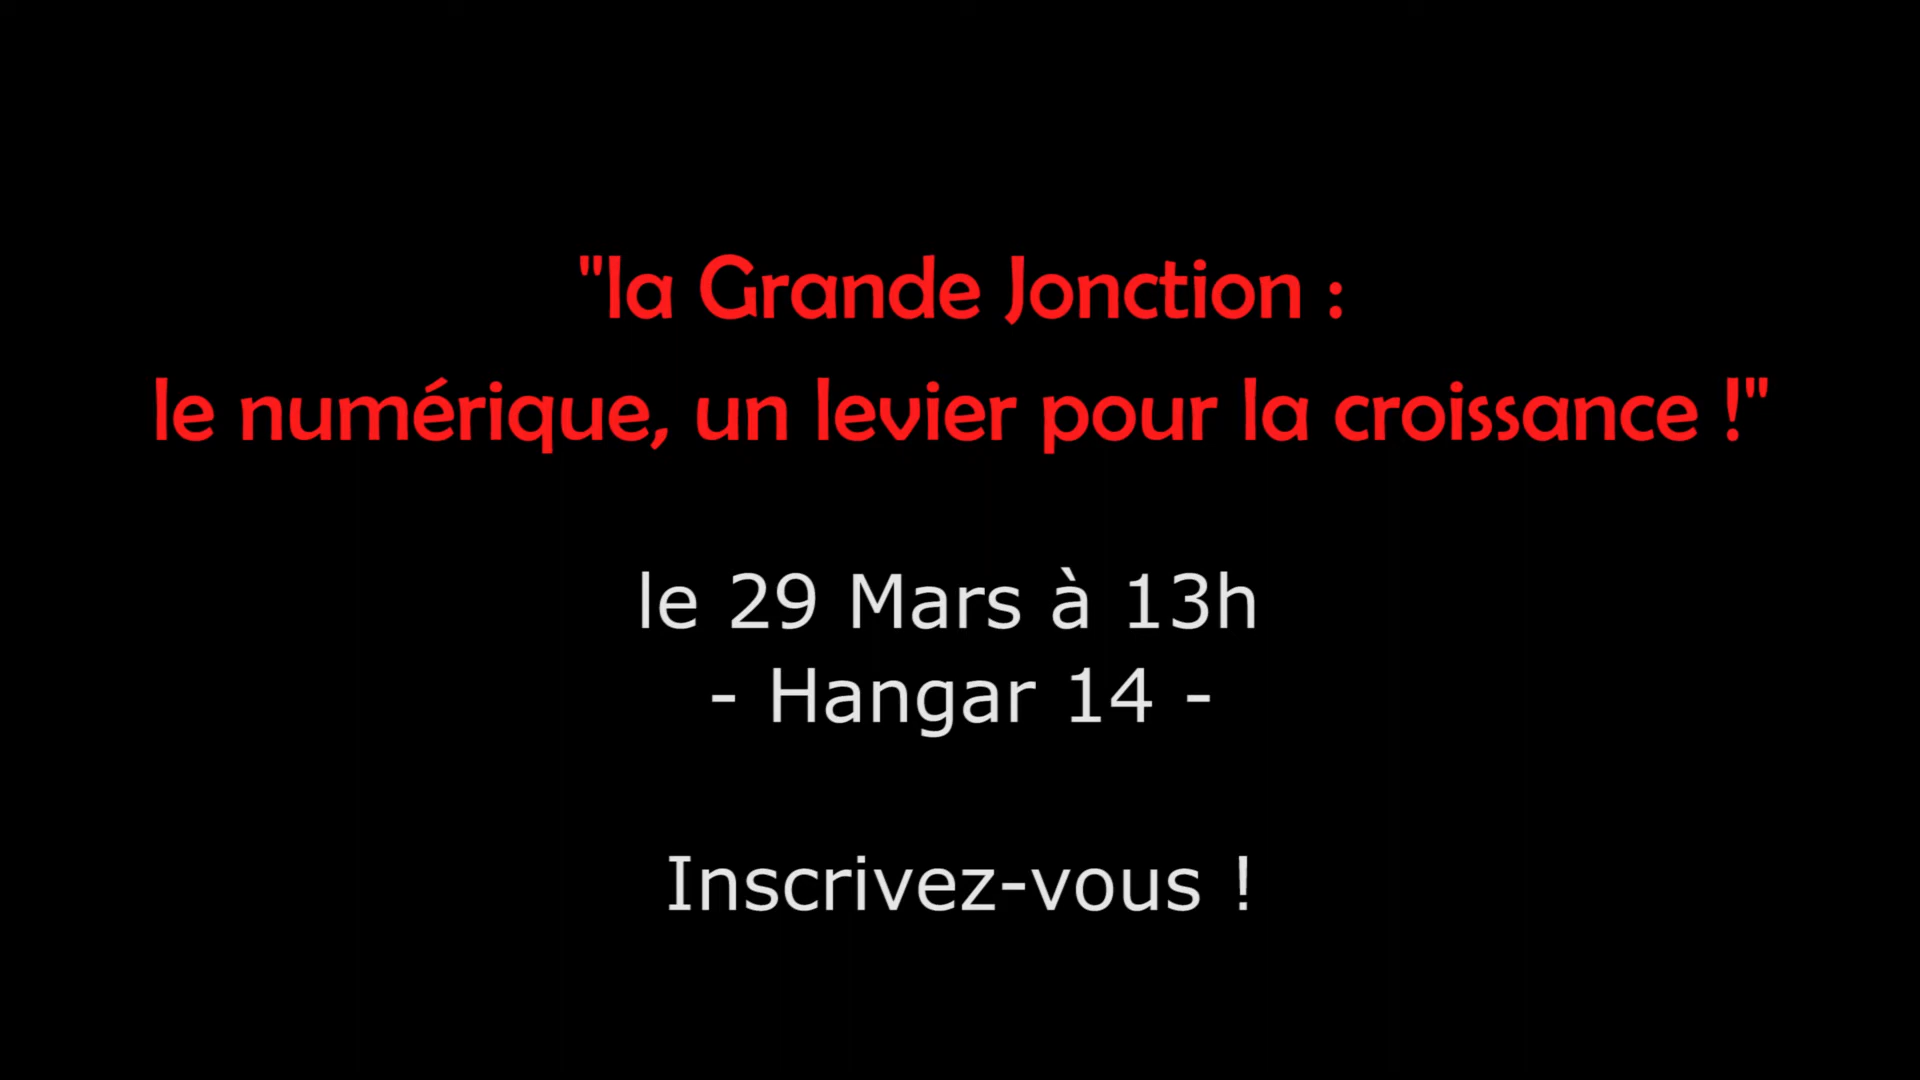 "la Grande Jonction :
le numérique, un levier pour la croissance !"
le 29 Mars à 13h
- Hangar 14 -
Inscrivez-vous !